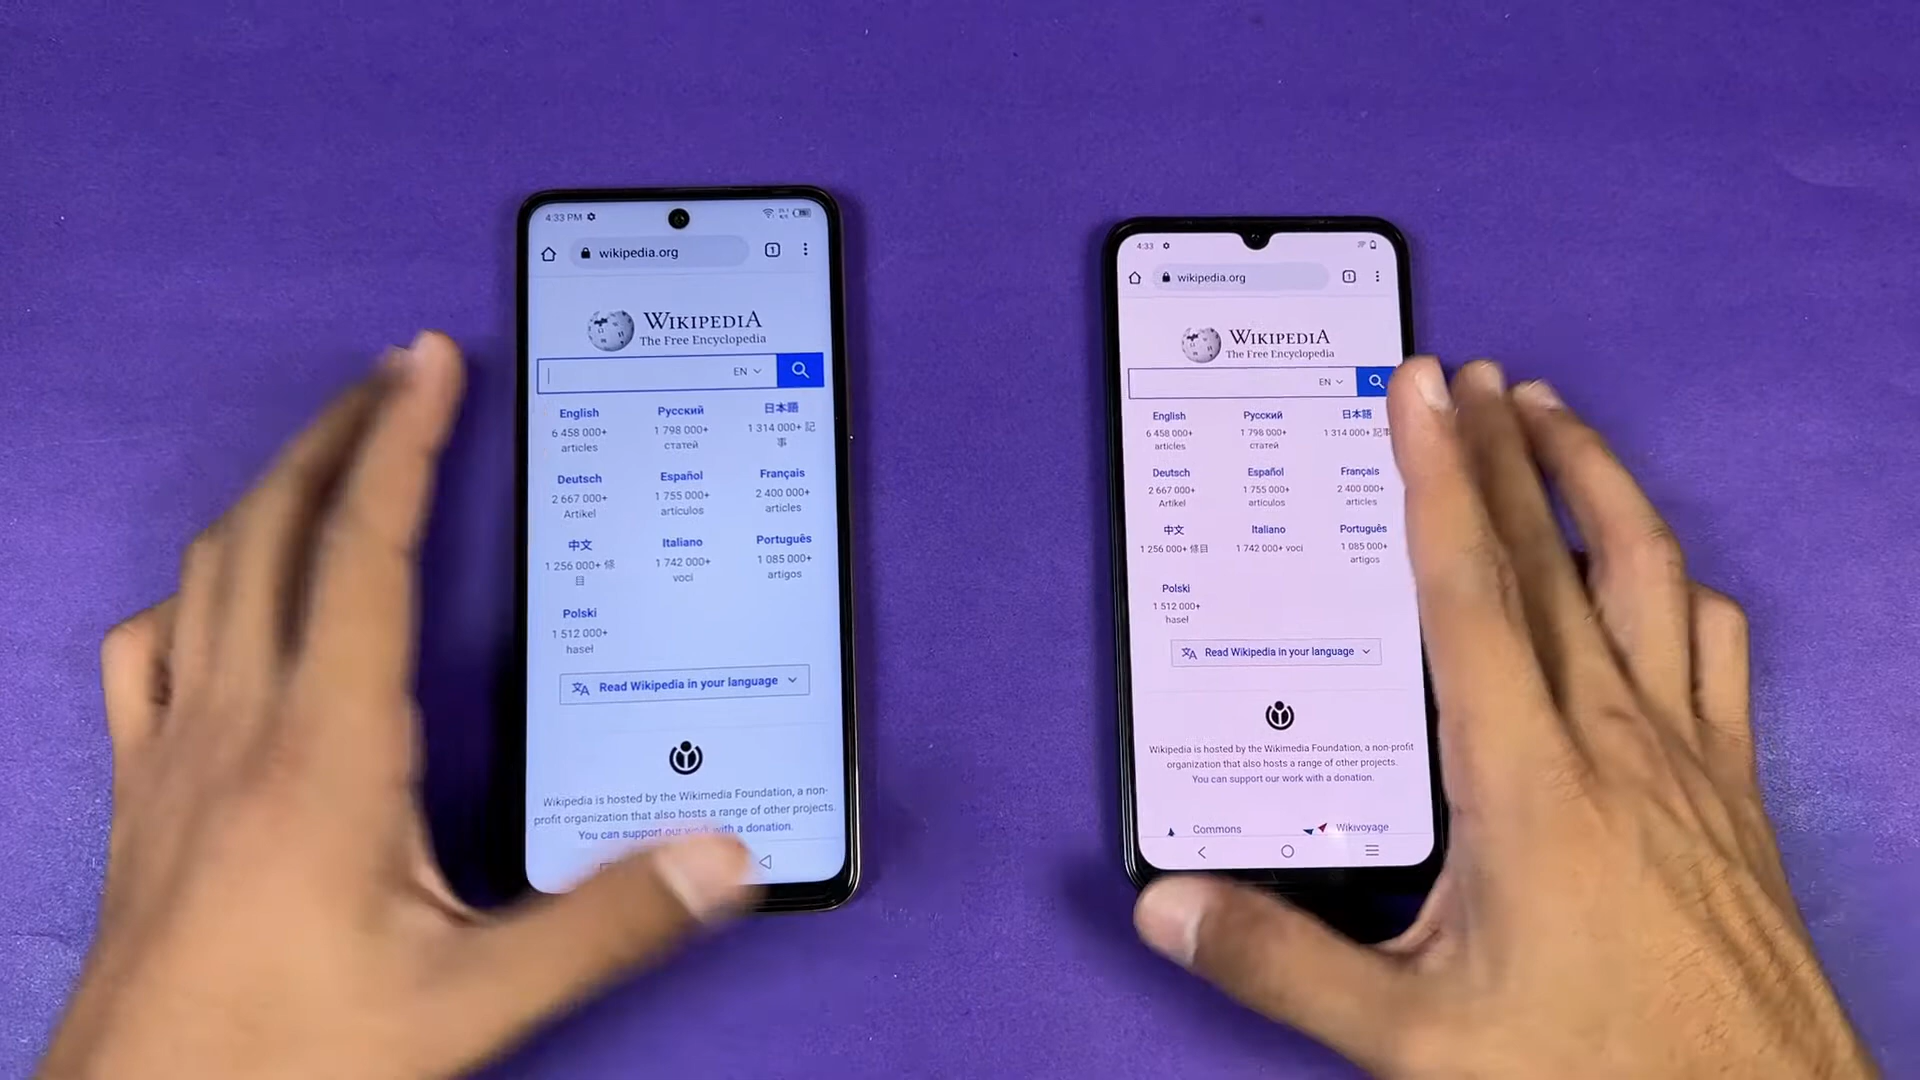 4:33 PM
wikipedia.org
1
WIKIPEDIA
The Free Encyclopedia
EN
English
6 458 000+
articles
Русский
1 798 000+
статей
日本語
1 314 000+ 記
事
Deutsch
2 667 000+
Artikel
Español
1 755 000+
artículos
Français
2 400 000+
articles
中文
1 256 000+ 條
目
Italiano
1 742 000+
voci
Português
1 085 000+
artigos
Polski
1 512 000+
haseł
Read Wikipedia in your language
Wikipedia is hosted by the Wikimedia Foundation, a non-
profit organization that also hosts a range of other projects.
You can support our work with a donation.
4:33
wikipedia.org
1
WIKIPEDIA
The Free Encyclopedia
EN
English
6 458 000+
articles
Русский
1 798 000+
статей
日本語
1 314 000+ 記事
Deutsch
2 667 000+
Artikel
Español
1 755 000+
artículos
Français
2 400 000+
articles
中文
1 256 000+ 條目
Italiano
1 742 000+ voci
Português
1 085 000+
artigos
Polski
1 512 000+
haseł
Read Wikipedia in your language
Wikipedia is hosted by the Wikimedia Foundation, a non-profit
organization that also hosts a range of other projects.
You can support our work with a donation.
Commons
Wikivoyage